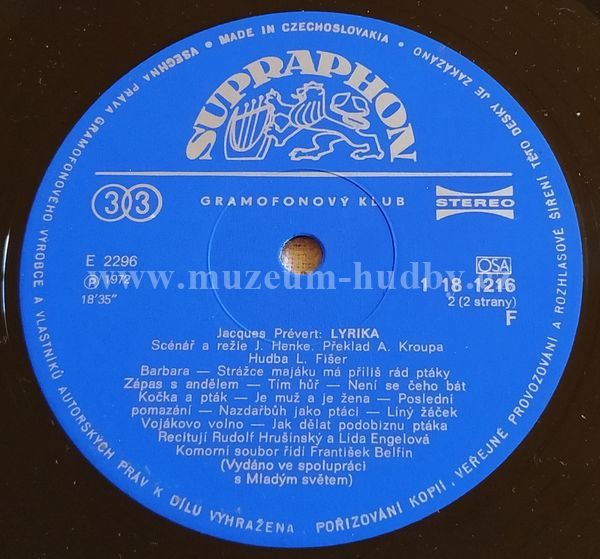 VŠECHNA PRÁVA GRAMOFONOVÉHO VÝROBCE A VLASTNÍKŮ AUTORSKÝCH PRÁV K DÍLU VYHRAŽENA. POŘIZOVÁNÍ KOPIÍ, VEŘEJNÉ PROVOZOVÁNÍ A ROZHLASOVÉ ŠÍŘENÍ TÉTO DESKY JE ZAKÁZÁNO • MADE IN CZECHOSLOVAKIA •
SUPRAPHON
33
GRAMOFONOVÝ KLUB
STEREO
E 2296
Ⓟ 1972
18'35"
OSA
1 18 1216
2 (2 strany)
F
www.muzeum-hudby.cz
Jacques Prévert: LYRIKA
Scénář a režie J. Henke. Překlad A. Kroupa
Hudba L. Fišer
Barbara — Strážce majáku má příliš rád ptáky
Zápas s andělem — Tím hůř — Není se čeho bát
Kočka a pták — Je muž a je žena — Poslední
pomazání — Nazdařbůh jako ptáci — Líný žáček
Vojákovo volno — Jak dělat podobiznu ptáka
Recitují Rudolf Hrušínský a Lída Engelová
Komorní soubor řídí František Belfín
(Vydáno ve spolupráci
s Mladým světem)